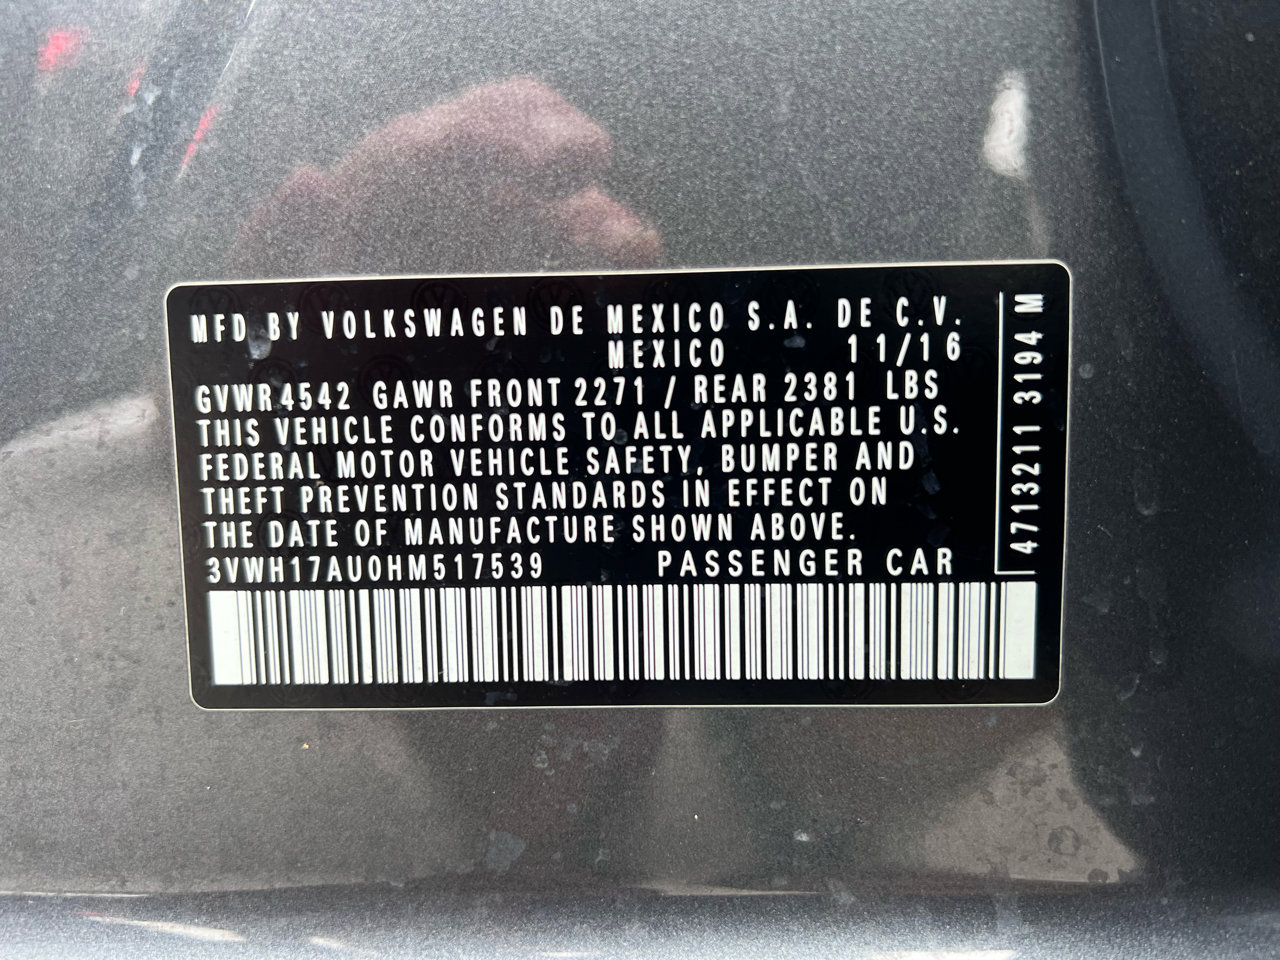 MFD BY VOLKSWAGEN DE MEXICO S.A. DE C.V.
MEXICO 11/16
GVWR 4542 GAWR FRONT 2271 / REAR 2381 LBS
THIS VEHICLE CONFORMS TO ALL APPLICABLE U.S.
FEDERAL MOTOR VEHICLE SAFETY, BUMPER AND
THEFT PREVENTION STANDARDS IN EFFECT ON
THE DATE OF MANUFACTURE SHOWN ABOVE.
3VWH17AU0HM517539 PASSENGER CAR
4713211 3194 M